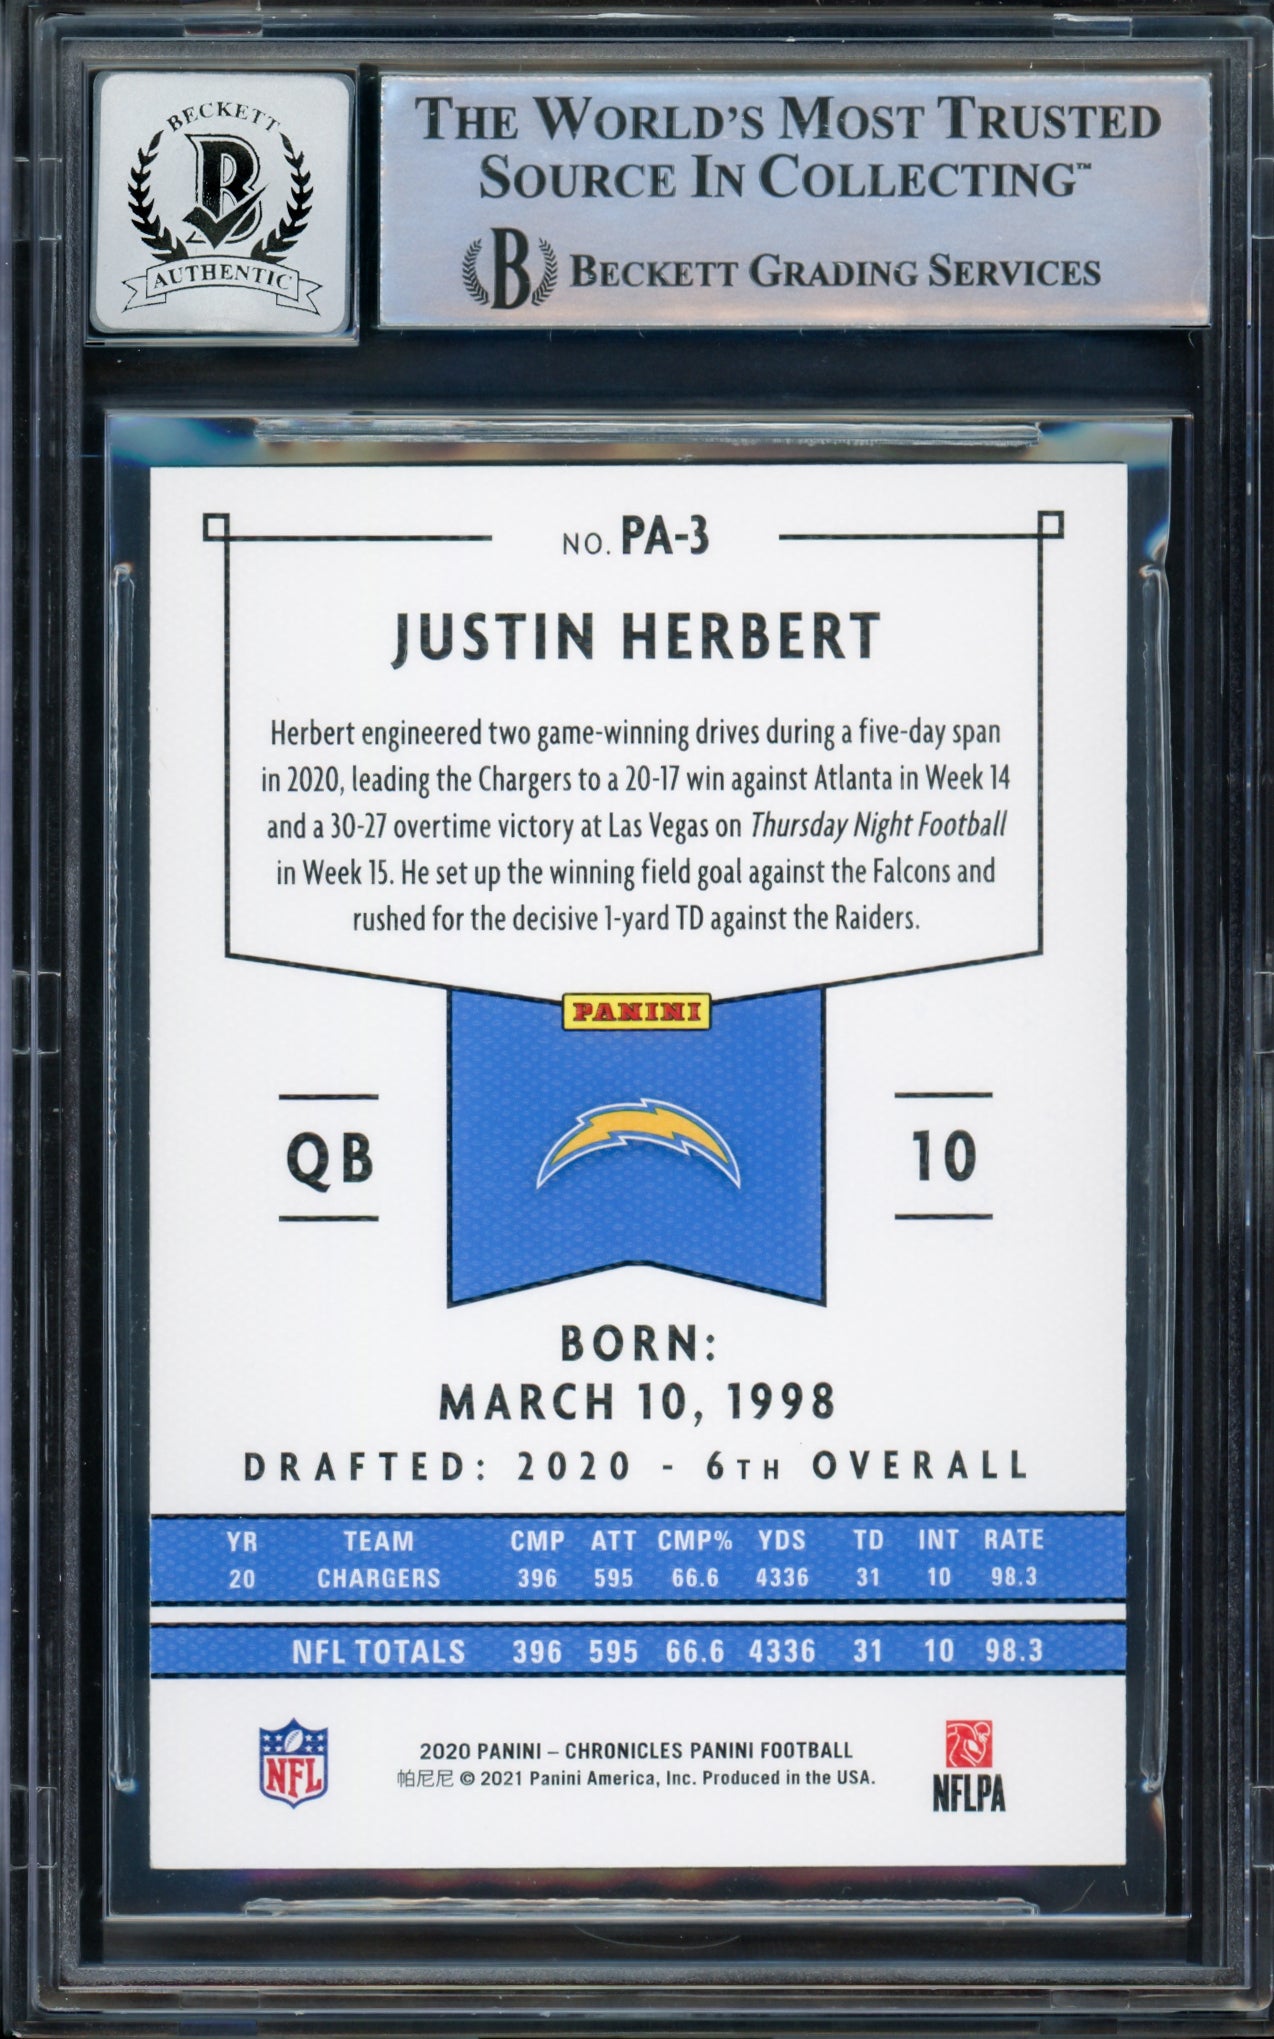 BECKETT
B
AUTHENTIC
THE WORLD'S MOST TRUSTED
SOURCE IN COLLECTING™
B BECKETT GRADING SERVICES
NO. PA-3
JUSTIN HERBERT
Herbert engineered two game-winning drives during a five-day span
in 2020, leading the Chargers to a 20-17 win against Atlanta in Week 14
and a 30-27 overtime victory at Las Vegas on Thursday Night Football
in Week 15. He set up the winning field goal against the Falcons and
rushed for the decisive 1-yard TD against the Raiders.
PANINI
QB
10
BORN:
MARCH 10, 1998
DRAFTED: 2020 - 6TH OVERALL
YR TEAM CMP ATT CMP% YDS TD INT RATE
20 CHARGERS 396 595 66.6 4336 31 10 98.3
NFL TOTALS 396 595 66.6 4336 31 10 98.3
NFL
2020 PANINI – CHRONICLES PANINI FOOTBALL
帕尼尼 © 2021 Panini America, Inc. Produced in the USA.
NFLPA